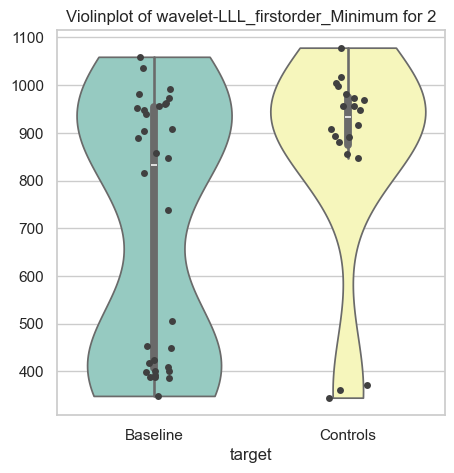 Violinplot of wavelet-LLL_firstorder_Minimum for 2
1100
1000
900
800
700
600
500
400
Baseline
Controls
target